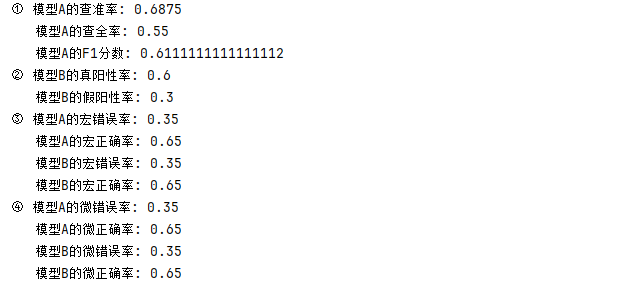 ① 模型A的查准率: 0.6875
模型A的查全率: 0.55
模型A的F1分数: 0.6111111111111112
② 模型B的真阳性率: 0.6
模型B的假阳性率: 0.3
③ 模型A的宏错误率: 0.35
模型A的宏正确率: 0.65
模型B的宏错误率: 0.35
模型B的宏正确率: 0.65
④ 模型A的微错误率: 0.35
模型A的微正确率: 0.65
模型B的微错误率: 0.35
模型B的微正确率: 0.65